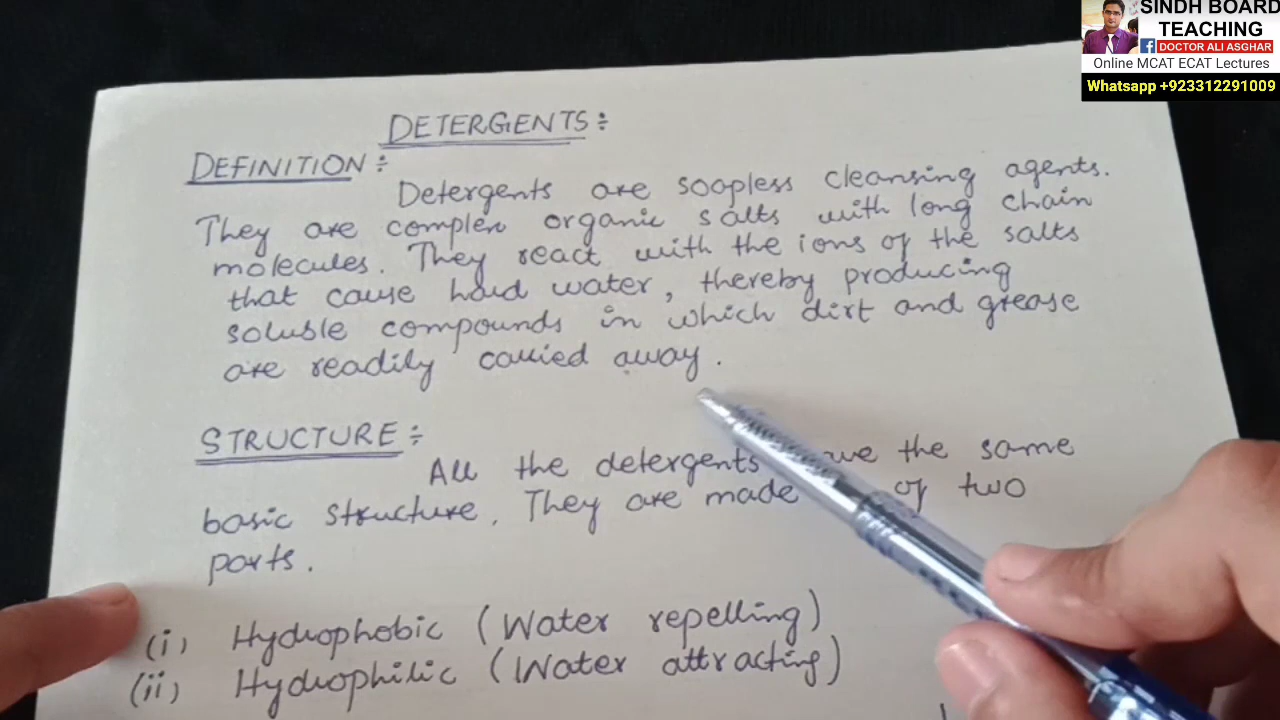 SINDH BOARD
TEACHING
DOCTOR ALI ASGHAR
Online MCAT ECAT Lectures
Whatsapp +923312291009
DETERGENTS:
DEFINITION:
Detergents are soapless cleansing agents.
They are complex organic salts with long chain
molecules. They react with the ions of the salts
that cause hard water, thereby producing
soluble compounds in which dirt and grease
are readily carried away.
STRUCTURE:
All the detergents the same
basic structure. They are made of two
parts.
(i) Hydrophobic (Water repelling)
(ii) Hydrophilic (Water attracting)